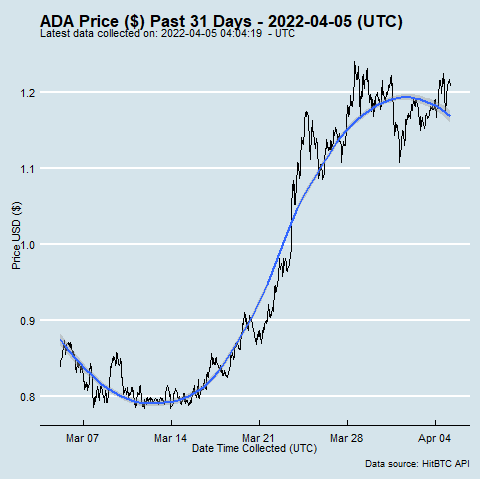 ADA Price ($) Past 31 Days - 2022-04-05 (UTC)
Latest data collected on: 2022-04-05 04:04:19  - UTC
1.2
1.1
1.0
0.9
0.8
Price USD ($)
Mar 07
Mar 14
Mar 21
Mar 28
Apr 04
Date Time Collected (UTC)
Data source: HitBTC API